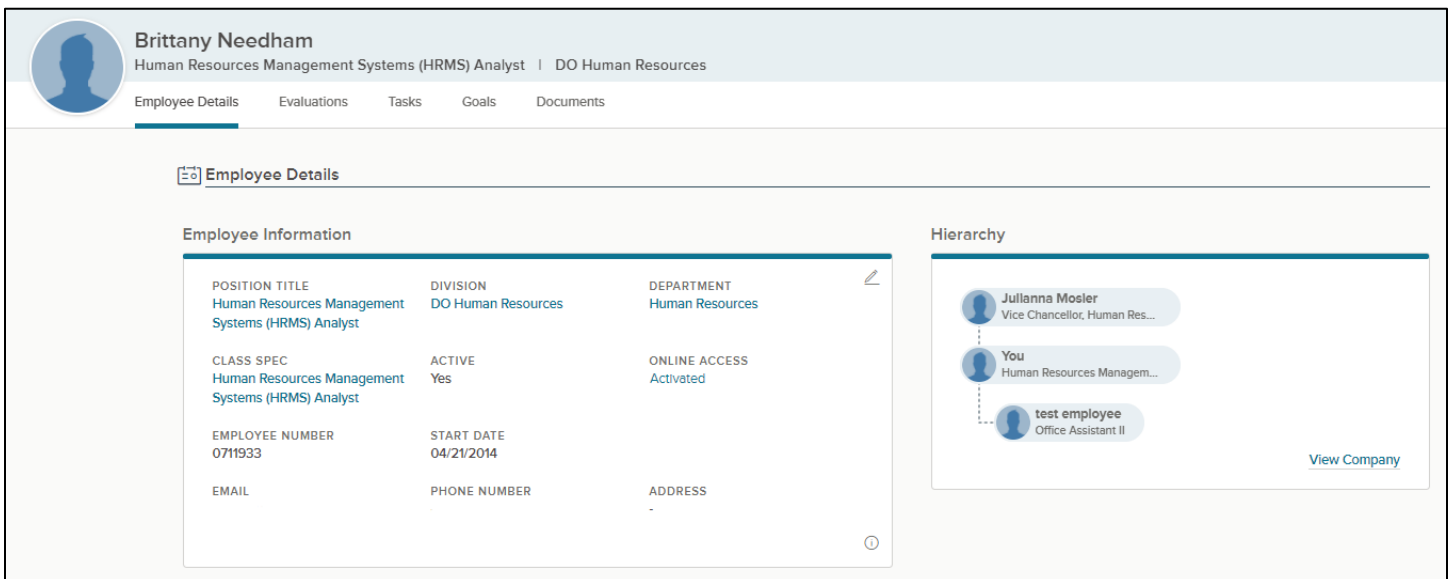 Brittany Needham
Human Resources Management Systems (HRMS) Analyst | DO Human Resources
Employee Details Evaluations Tasks Goals Documents
Employee Details
Employee Information
POSITION TITLE
Human Resources Management
Systems (HRMS) Analyst
DIVISION
DO Human Resources
DEPARTMENT
Human Resources
CLASS SPEC
Human Resources Management
Systems (HRMS) Analyst
ACTIVE
Yes
ONLINE ACCESS
Activated
EMPLOYEE NUMBER
0711933
START DATE
04/21/2014
EMAIL
PHONE NUMBER
ADDRESS
-
Hierarchy
Julianna Mosier
Vice Chancellor, Human Res...
You
Human Resources Managem...
test employee
Office Assistant II
View Company